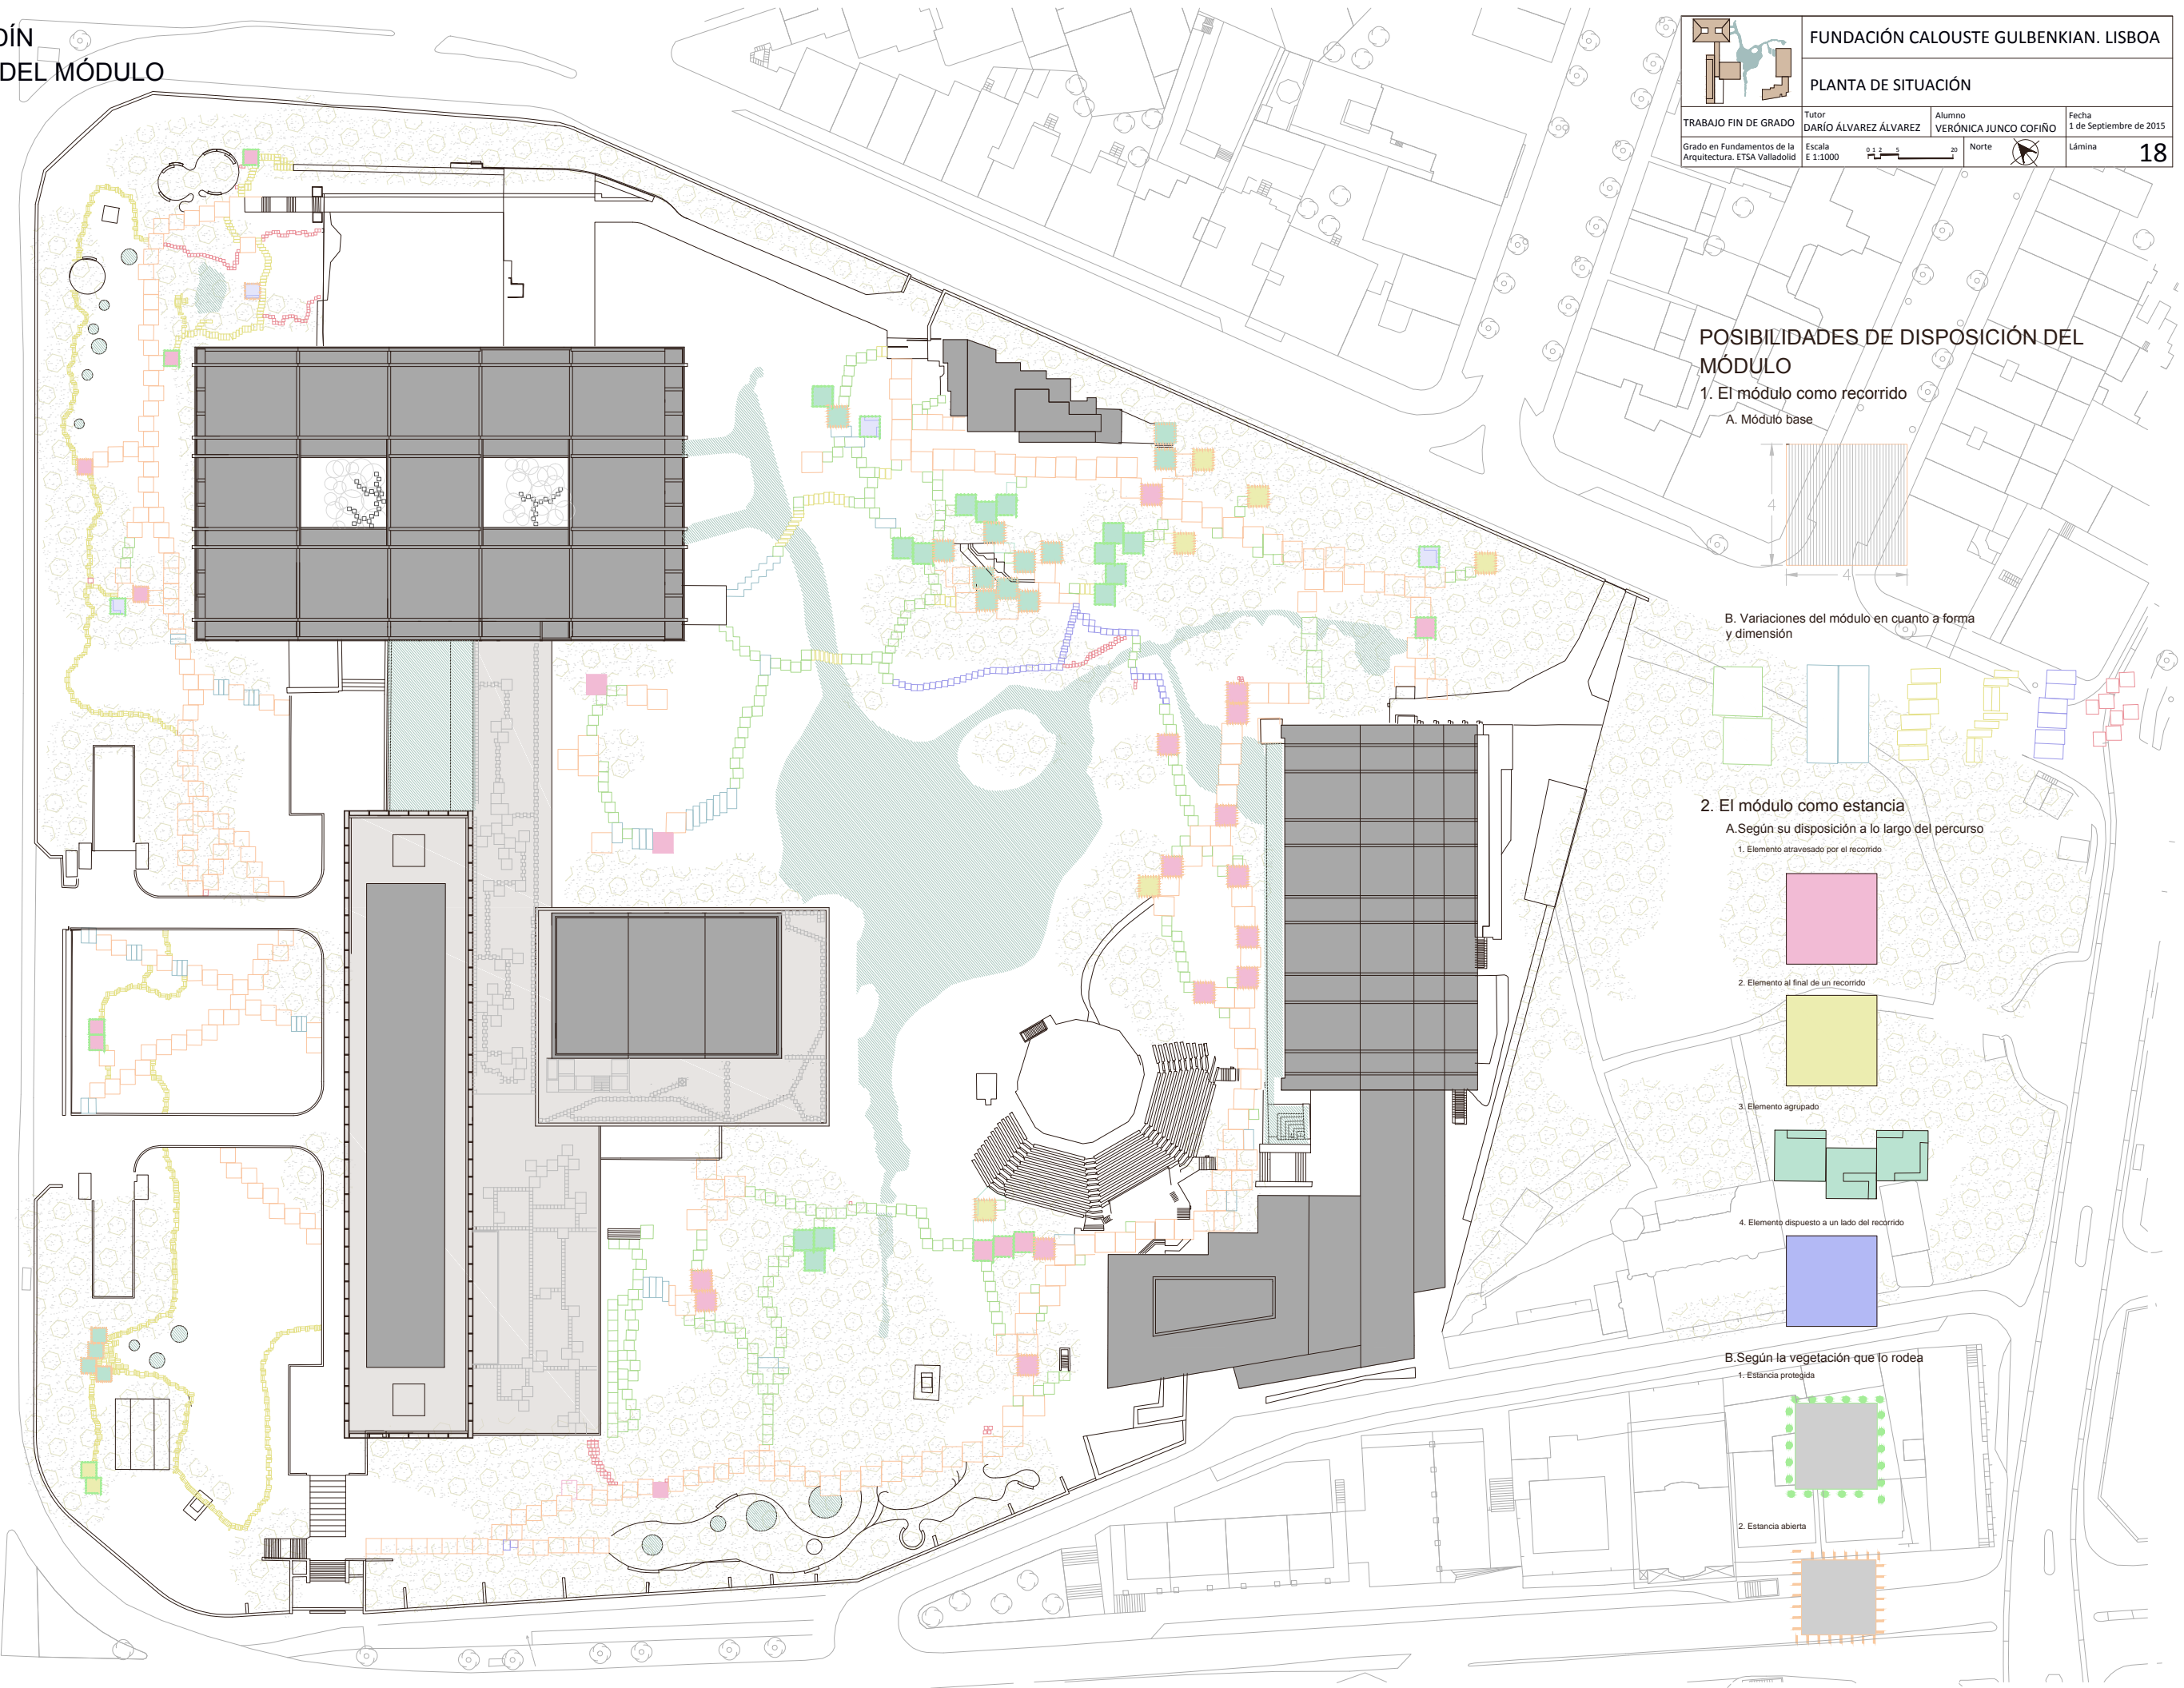 DÍN
DEL MÓDULO
FUNDACIÓN CALOUSTE GULBENKIAN. LISBOA
PLANTA DE SITUACIÓN
TRABAJO FIN DE GRADO
Tutor
DARÍO ÁLVAREZ ÁLVAREZ
Alumno
VERÓNICA JUNCO COFIÑO
Fecha
1 de Septiembre de 2015
Grado en Fundamentos de la
Arquitectura. ETSA Valladolid
Escala
E 1:1000
0 1 2 5 20
Norte
Lámina
18
POSIBILIDADES DE DISPOSICIÓN DEL
MÓDULO
1. El módulo como recorrido
A. Módulo base
4
4
B. Variaciones del módulo en cuanto a forma
y dimensión
2. El módulo como estancia
A.Según su disposición a lo largo del percurso
1. Elemento atravesado por el recorrido
2. Elemento al final de un recorrido
3. Elemento agrupado
4. Elemento dispuesto a un lado del recorrido
B.Según la vegetación que lo rodea
1. Estancia protegida
2. Estancia abierta